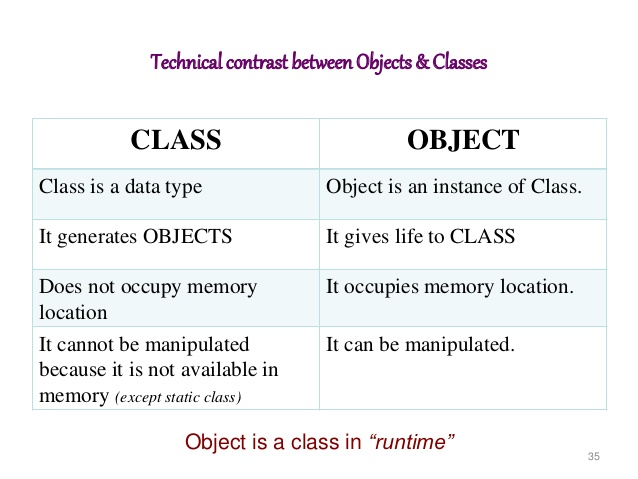 Technical contrast between Objects & Classes
CLASS
OBJECT
Class is a data type
Object is an instance of Class.
It generates OBJECTS
It gives life to CLASS
Does not occupy memory
location
It occupies memory location.
It cannot be manipulated
because it is not available in
memory (except static class)
It can be manipulated.
Object is a class in “runtime”
35